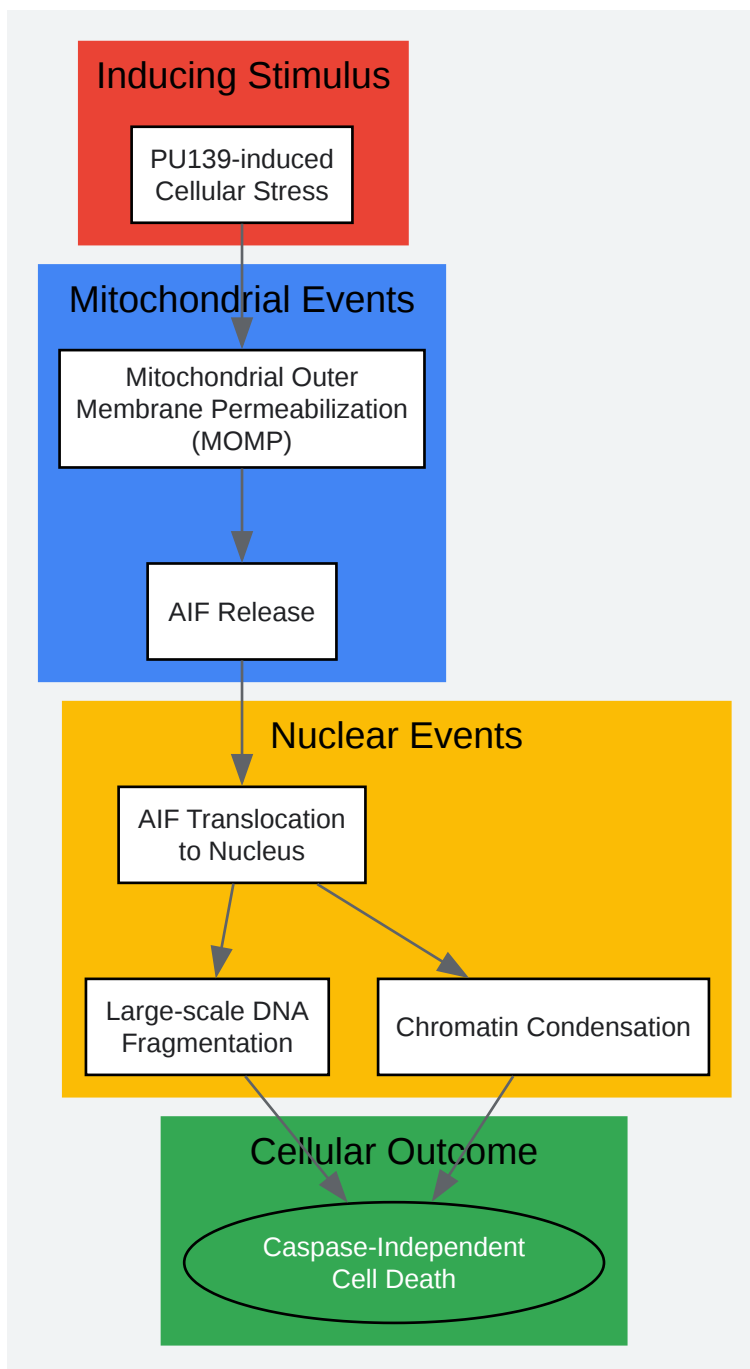 Inducing Stimulus
PU139-induced
Cellular Stress
Mitochondrial Events
Mitochondrial Outer
Membrane Permeabilization
(MOMP)
AIF Release
Nuclear Events
AIF Translocation
to Nucleus
Large-scale DNA
Fragmentation
Chromatin Condensation
Cellular Outcome
Caspase-Independent
Cell Death